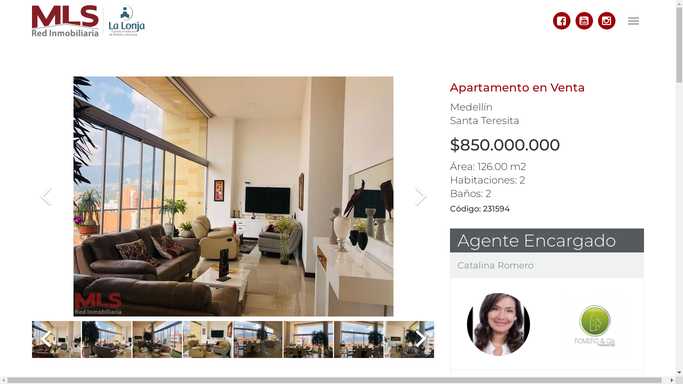 MLS
Red Inmobiliaria
La Lonja
Apartamento en Venta
Medellín
Santa Teresita
$850.000.000
Área: 126.00 m2
Habitaciones: 2
Baños: 2
Código: 231594
MLS
Red Inmobiliaria
Agente Encargado
Catalina Romero
ROMERO & Cía